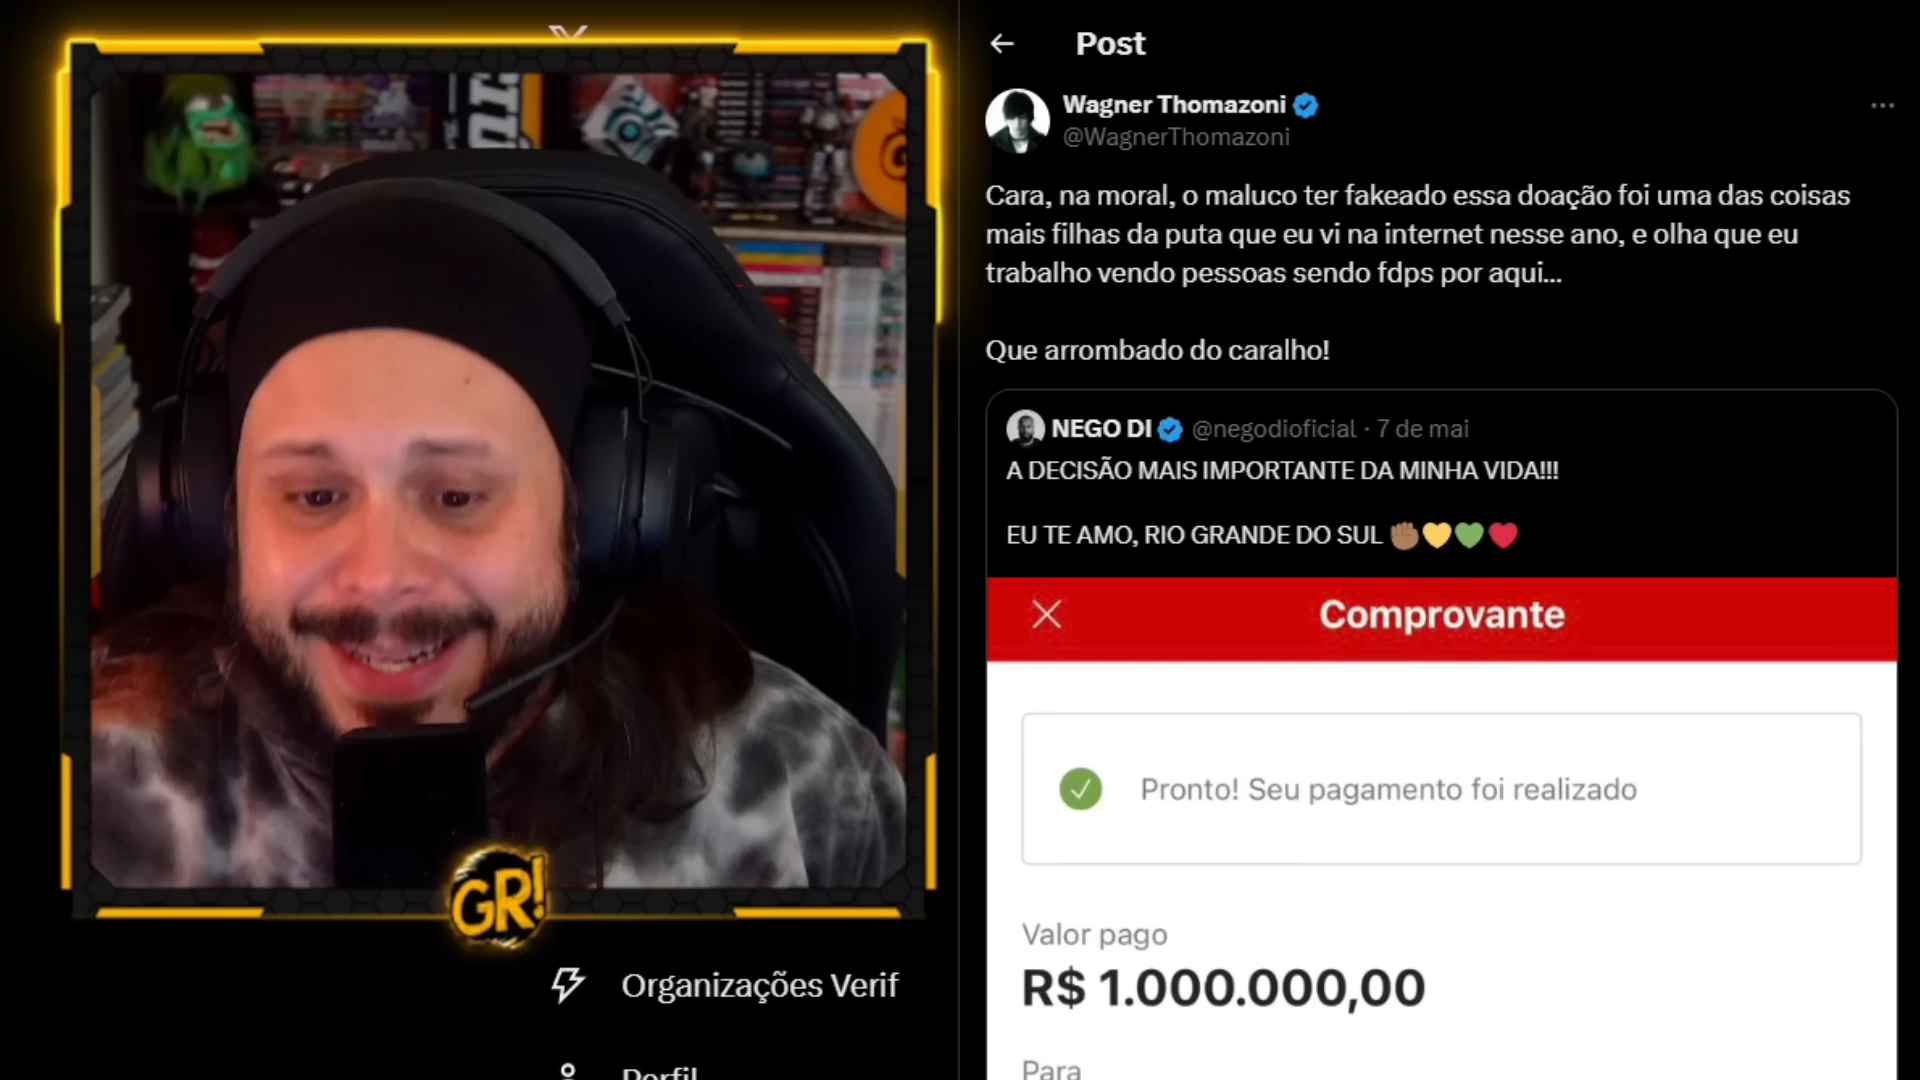 Post
Wagner Thomazoni
@WagnerThomazoni
Cara, na moral, o maluco ter fakeado essa doação foi uma das coisas
mais filhas da puta que eu vi na internet nesse ano, e olha que eu
trabalho vendo pessoas sendo fdps por aqui...
Que arrombado do caralho!
NEGO DI @negodioficial · 7 de mai
A DECISÃO MAIS IMPORTANTE DA MINHA VIDA!!!
EU TE AMO, RIO GRANDE DO SUL ✊🏽💛💚❤️
Comprovante
Pronto! Seu pagamento foi realizado
Valor pago
R$ 1.000.000,00
Para
GR!
Organizações Verif
Perfil